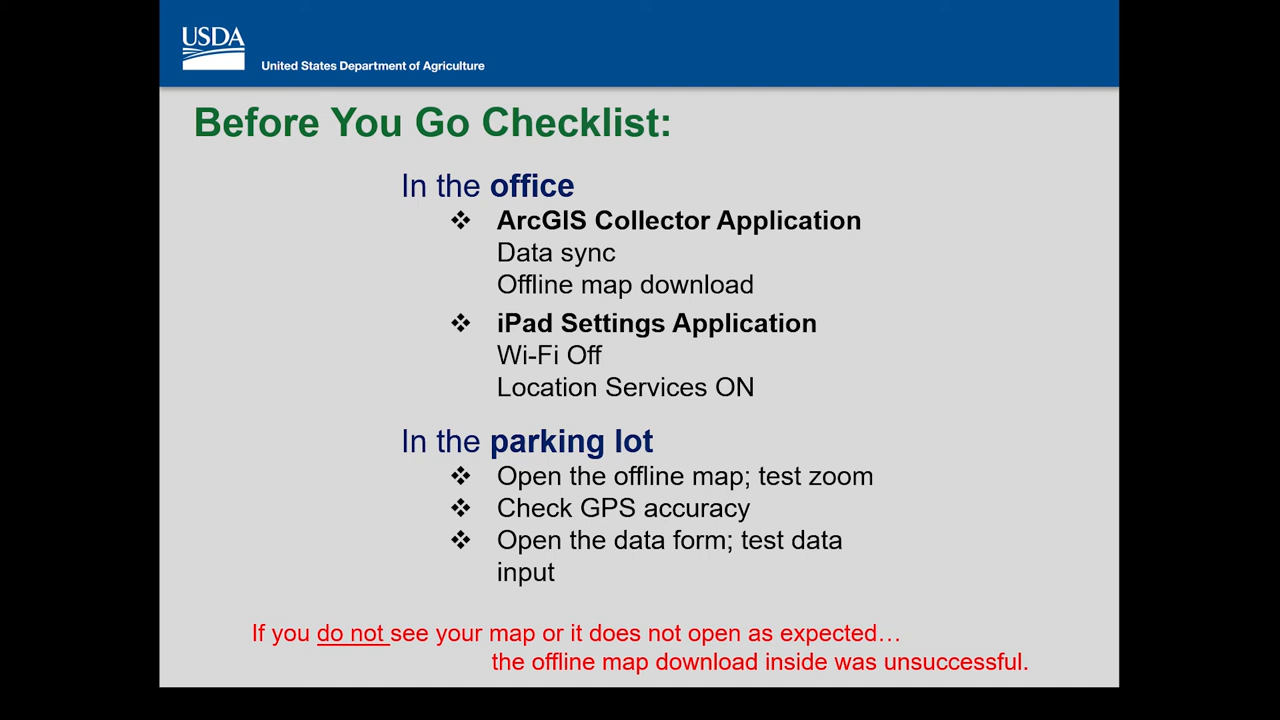 USDA
United States Department of Agriculture
Before You Go Checklist:
In the office
❖ ArcGIS Collector Application
Data sync
Offline map download
❖ iPad Settings Application
Wi-Fi Off
Location Services ON
In the parking lot
❖ Open the offline map; test zoom
❖ Check GPS accuracy
❖ Open the data form; test data
input
If you do not see your map or it does not open as expected…
the offline map download inside was unsuccessful.